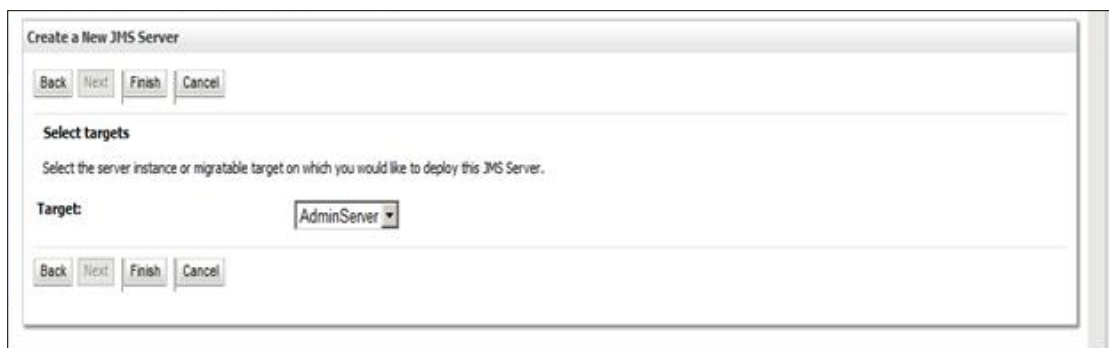 Create a New JMS Server
Back Next Finish Cancel
Select targets
Select the server instance or migratable target on which you would like to deploy this JMS Server.
Target: AdminServer
Back Next Finish Cancel